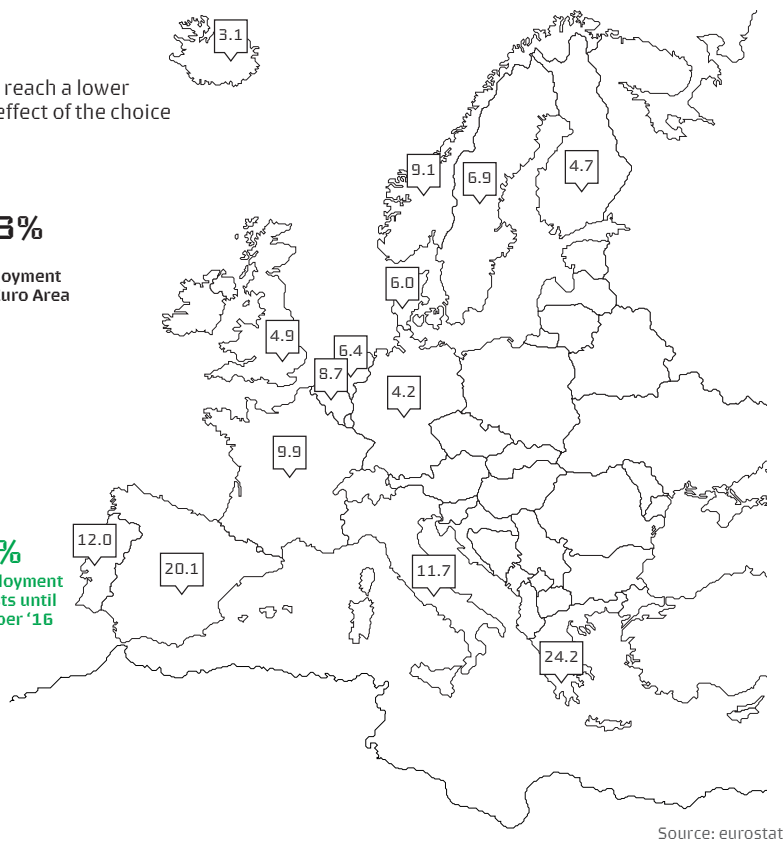 3.1
reach a lower
effect of the choice
9.1
6.9
4.7
3%
loyment
Euro Area
6.0
4.9
6.4
8.7
4.2
9.9
12.0
20.1
11.7
%
loyment
ts until
ber ‘16
24.2
Source: eurostat